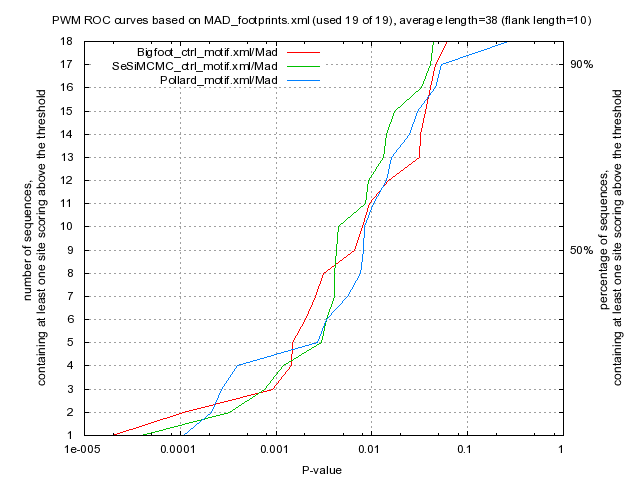 PWM ROC curves based on MAD_footprints.xml (used 19 of 19), average length=38 (flank length=10)
Bigfoot_ctrl_motif.xml/Mad
SeSiMCMC_ctrl_motif.xml/Mad
Pollard_motif.xml/Mad
number of sequences,
containing at least one site scoring above the threshold
18
17
16
15
14
13
12
11
10
9
8
7
6
5
4
3
2
1
90%
50%
percentage of sequences,
containing at least one site scoring above the threshold
1e-005 0.0001 0.001 0.01 0.1 1
P-value